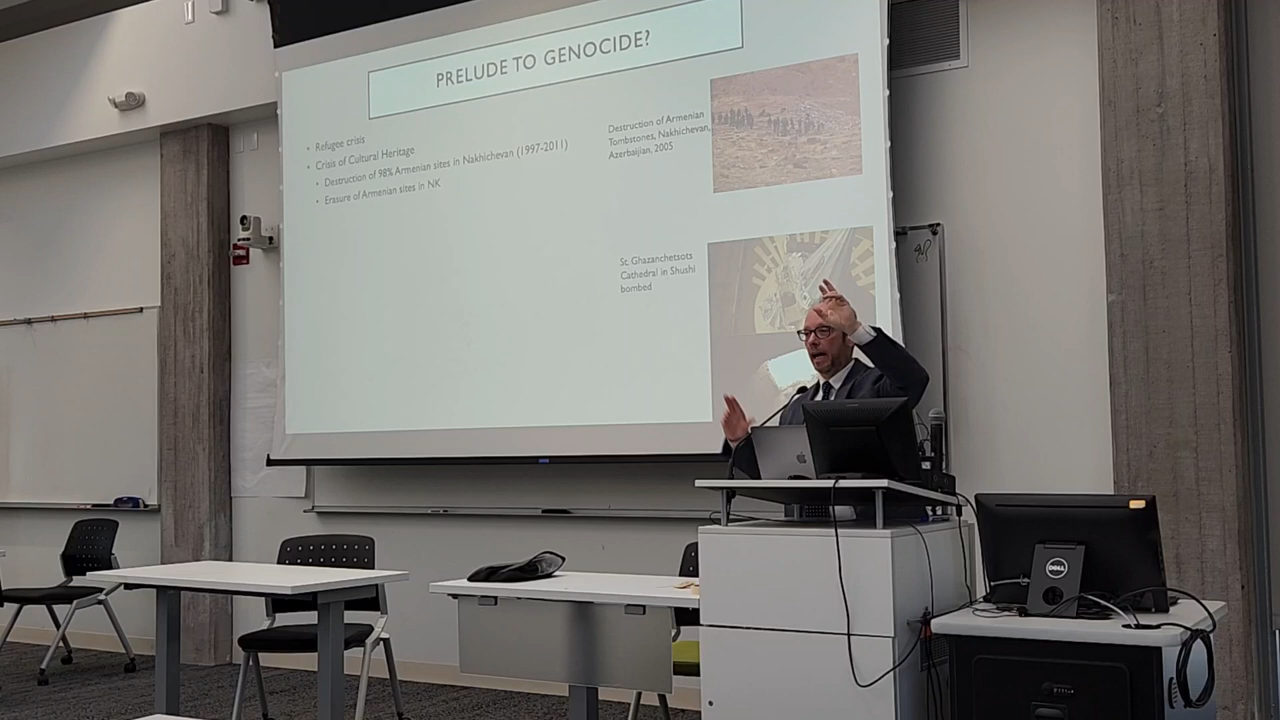 PRELUDE TO GENOCIDE?
• Refugee crisis
• Crisis of Cultural Heritage
• Destruction of 98% Armenian sites in Nakhichevan (1997-2011)
• Erasure of Armenian sites in NK
Destruction of Armenian
Tombstones, Nakhichevan,
Azerbaijian, 2005
St. Ghazanchetsots
Cathedral in Shushi
bombed
DELL